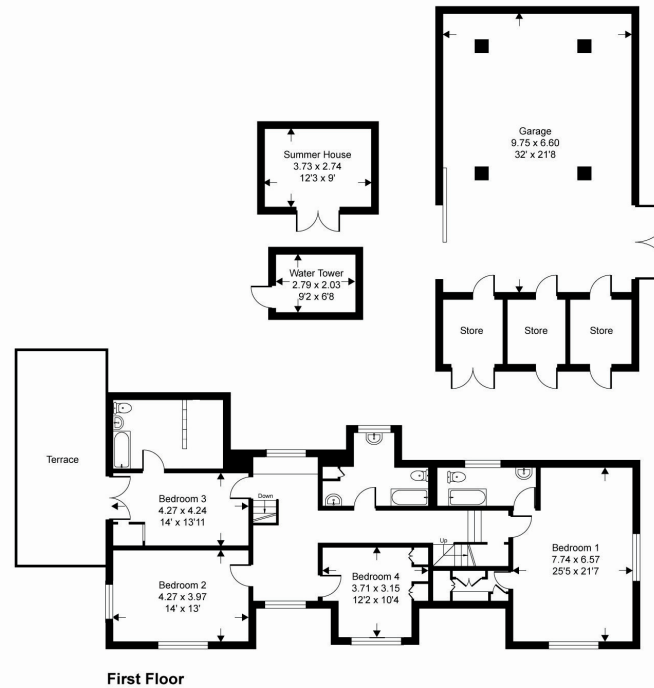 Garage
9.75 x 6.60
32' x 21'8
Summer House
3.73 x 2.74
12'3 x 9'
Water Tower
2.79 x 2.03
9'2 x 6'8
Store
Store
Store
Terrace
Bedroom 3
4.27 x 4.24
14' x 13'11
Down
Up
Bedroom 1
7.74 x 6.57
25'5 x 21'7
Bedroom 2
4.27 x 3.97
14' x 13'
Bedroom 4
3.71 x 3.15
12'2 x 10'4
First Floor